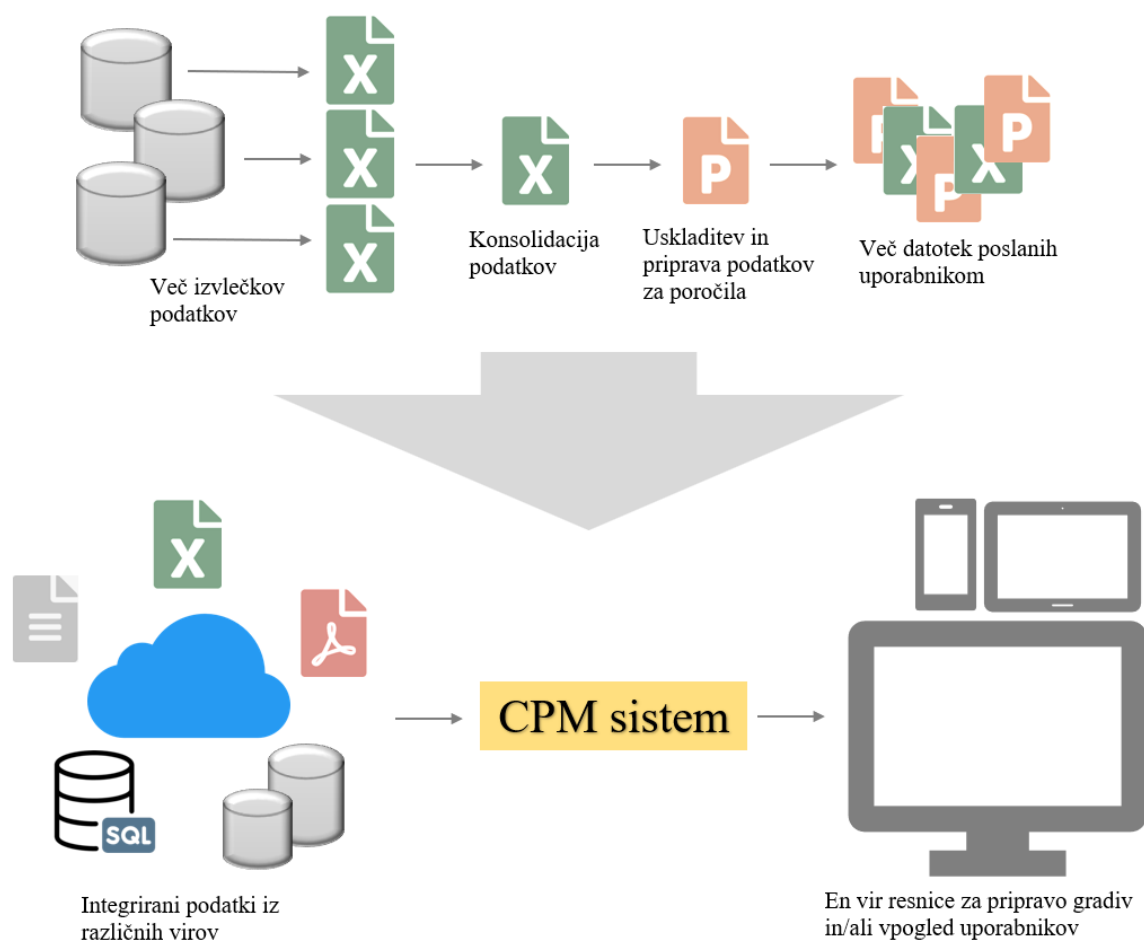 X
X
X
X
P
P
X
P
X
P
Več izvlečkov
podatkov
Konsolidacija
podatkov
Uskladitev in
priprava podatkov
za poročila
Več datotek poslanih
uporabnikom
X
CPM sistem
SQL
Integrirani podatki iz
različnih virov
En vir resnice za pripravo gradiv
in/ali vpogled uporabnikov